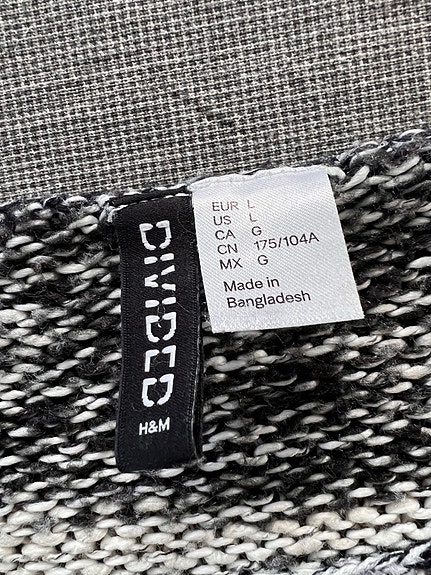 DIVIDED
H&M
EUR L
US L
CA G
CN 175/104A
MX G
Made in
Bangladesh